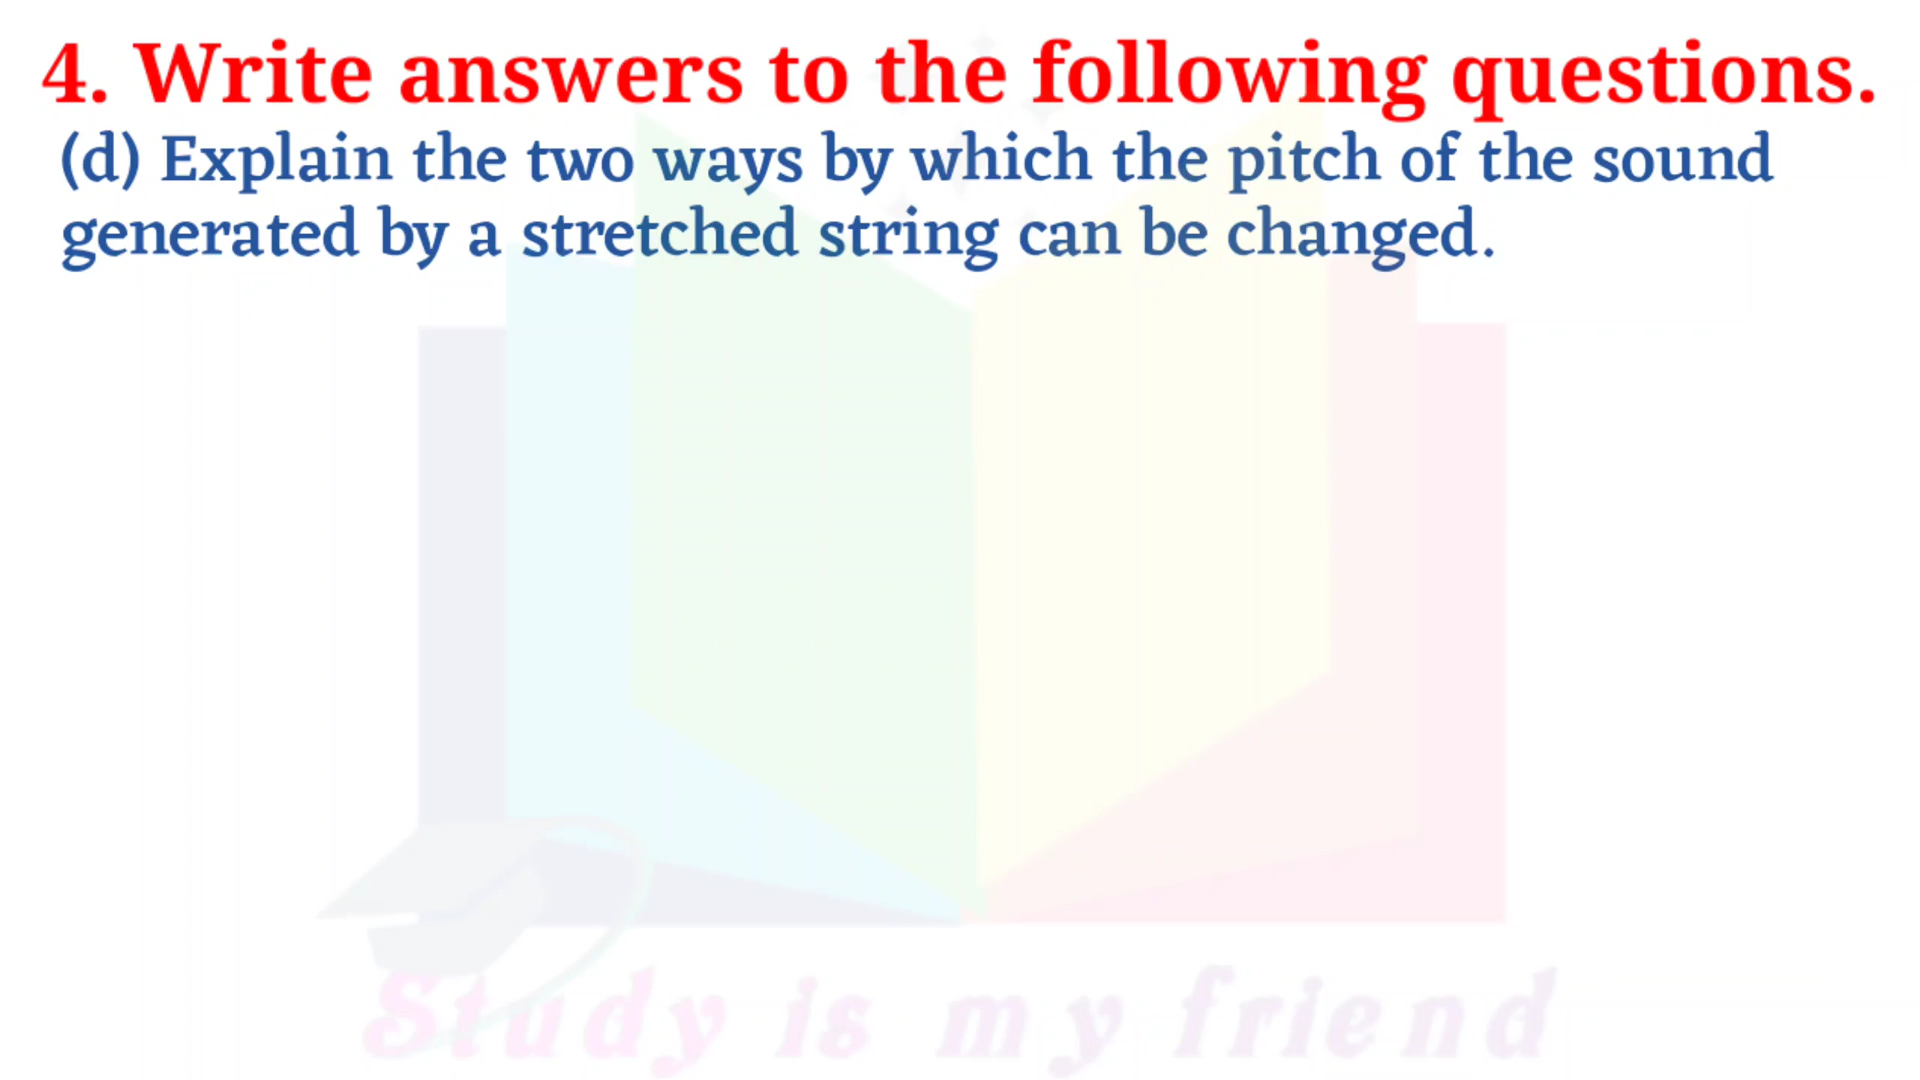 4. Write answers to the following questions.
(d) Explain the two ways by which the pitch of the sound
generated by a stretched string can be changed.
Study is my friend